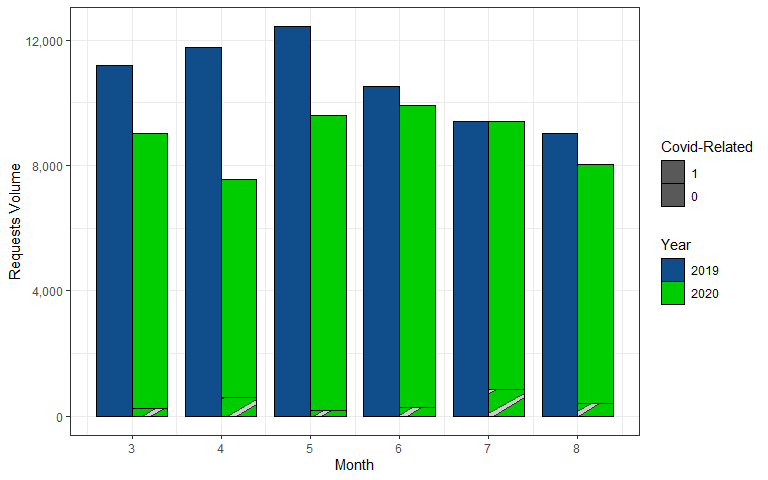 12,000
8,000
4,000
0
Requests Volume
3 4 5 6 7 8
Month
Covid-Related
1
0
Year
2019
2020